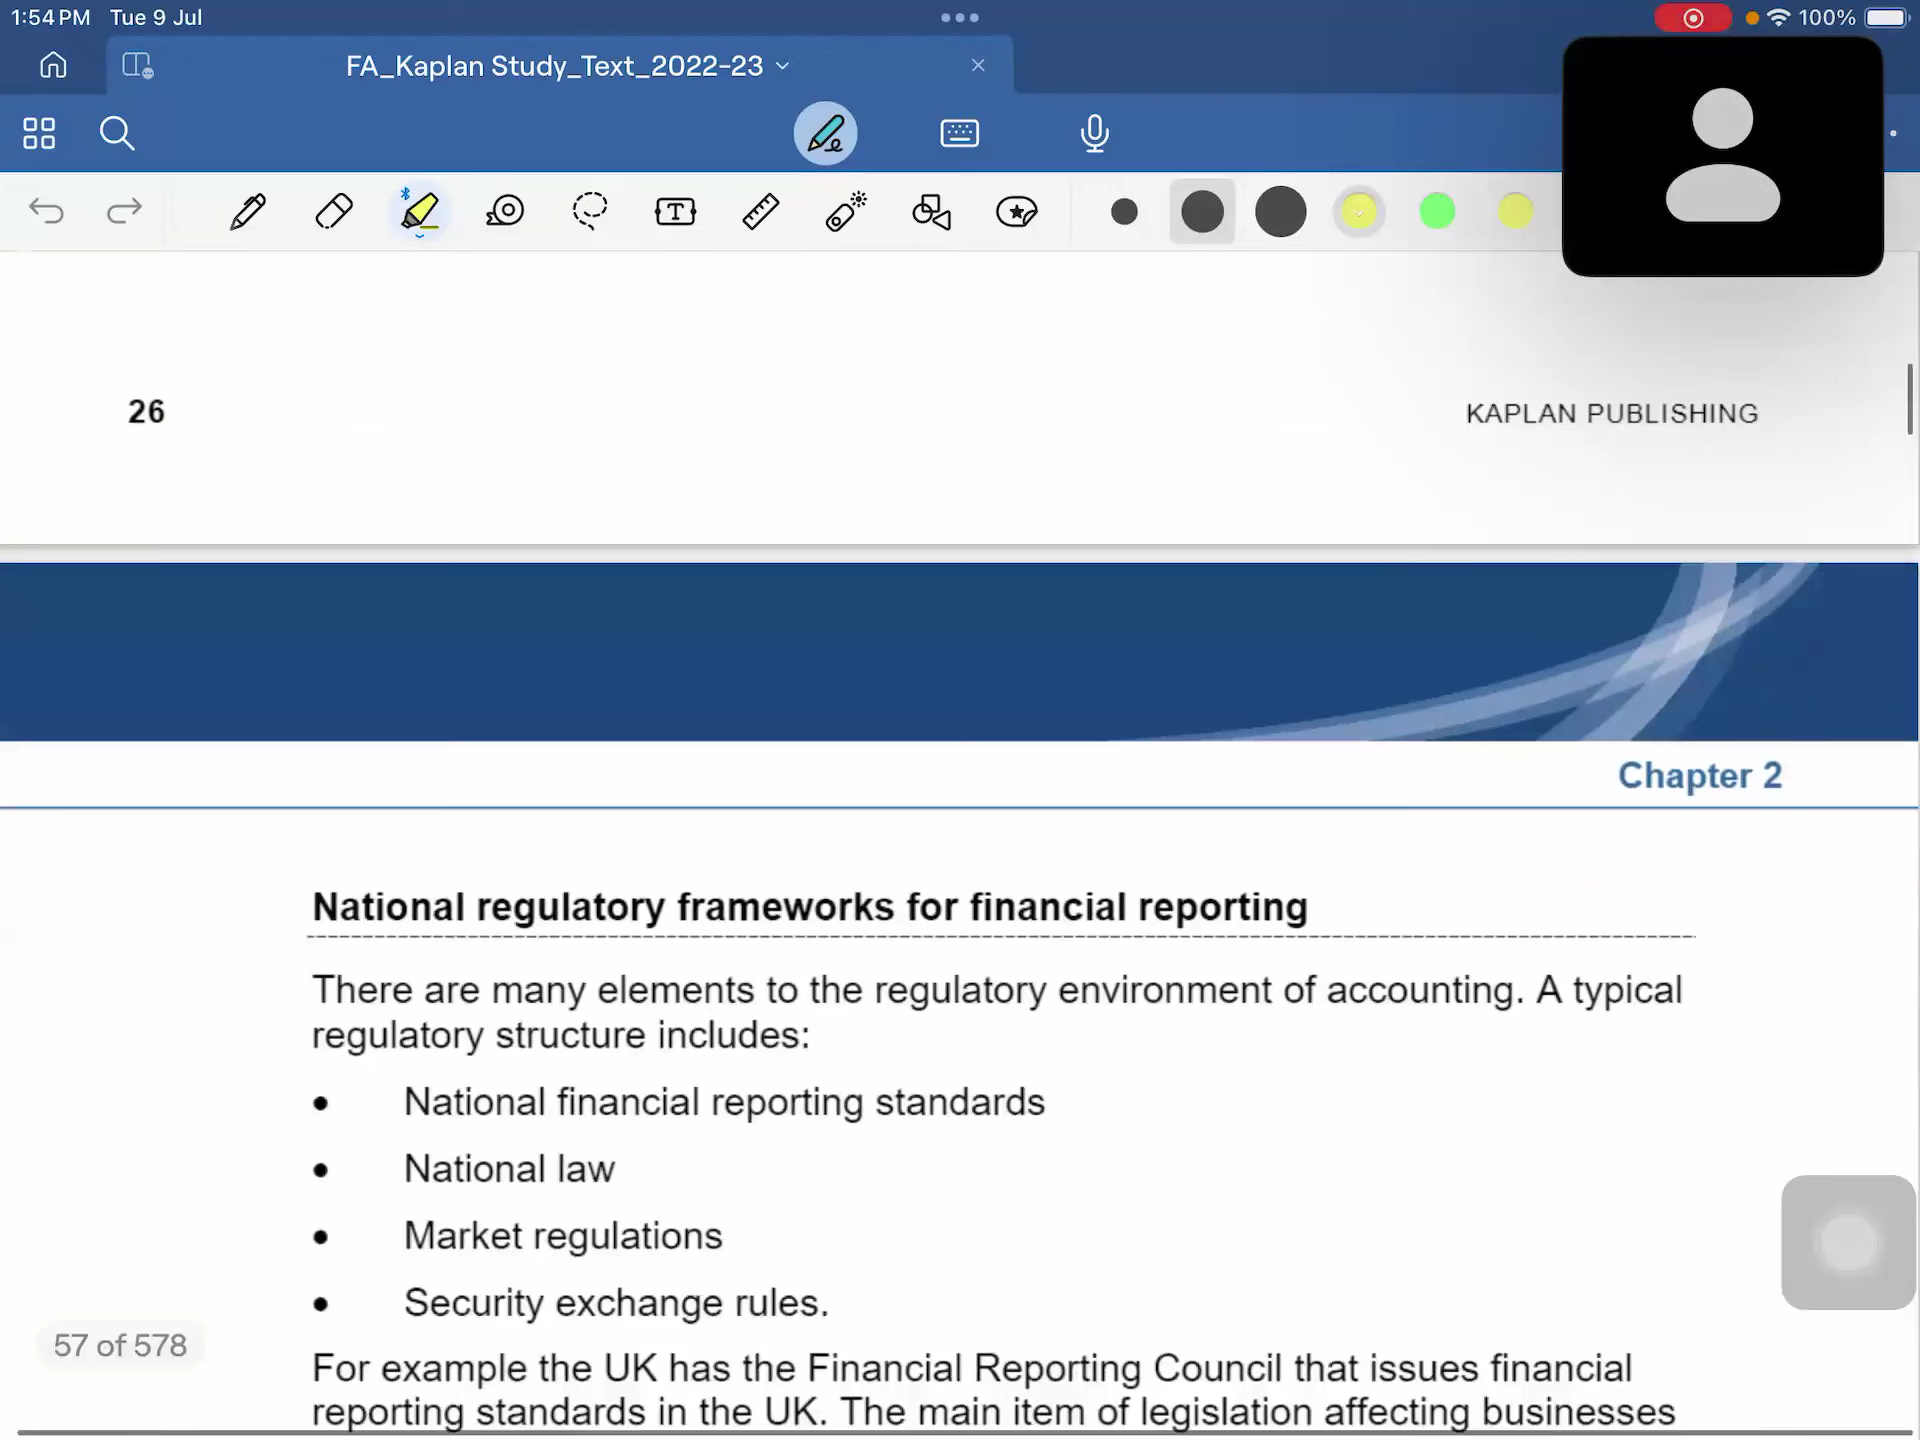 1:54 PM Tue 9 Jul
100%
FA_Kaplan Study_Text_2022-23
26
KAPLAN PUBLISHING
Chapter 2
National regulatory frameworks for financial reporting
There are many elements to the regulatory environment of accounting. A typical
regulatory structure includes:
• National financial reporting standards
• National law
• Market regulations
• Security exchange rules.
57 of 578
For example the UK has the Financial Reporting Council that issues financial
reporting standards in the UK. The main item of legislation affecting businesses